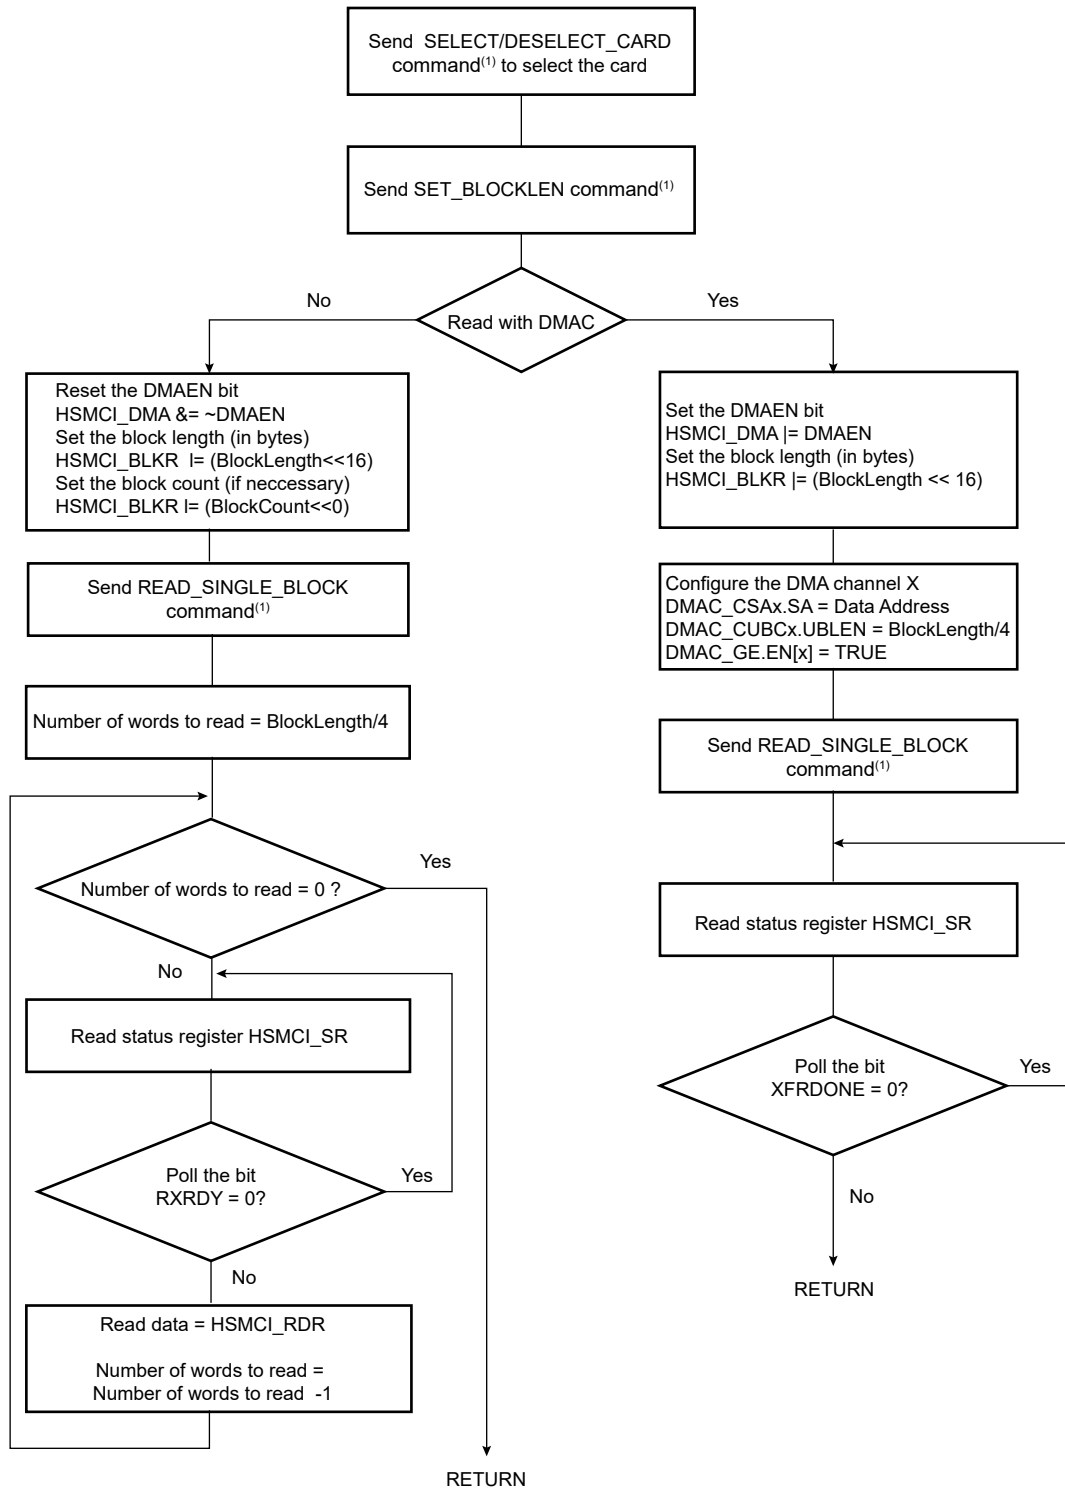 Send  SELECT/DESELECT_CARD
command(1) to select the card
Send SET_BLOCKLEN command(1)
No
Yes
Read with DMAC
Reset the DMAEN bit
HSMCI_DMA &= ~DMAEN
Set the block length (in bytes)
HSMCI_BLKR  l= (BlockLength<<16)
Set the block count (if neccessary)
HSMCI_BLKR l= (BlockCount<<0)
Send READ_SINGLE_BLOCK
command(1)
Number of words to read = BlockLength/4
Number of words to read = 0 ?
Yes
No
Read status register HSMCI_SR
Poll the bit
RXRDY = 0?
Yes
No
Read data = HSMCI_RDR
Number of words to read =
Number of words to read  -1
RETURN
Set the DMAEN bit
HSMCI_DMA |= DMAEN
Set the block length (in bytes)
HSMCI_BLKR |= (BlockLength << 16)
Configure the DMA channel X
DMAC_CSAx.SA = Data Address
DMAC_CUBCx.UBLEN = BlockLength/4
DMAC_GE.EN[x] = TRUE
Send READ_SINGLE_BLOCK
command(1)
Read status register HSMCI_SR
Poll the bit
XFRDONE = 0?
Yes
No
RETURN